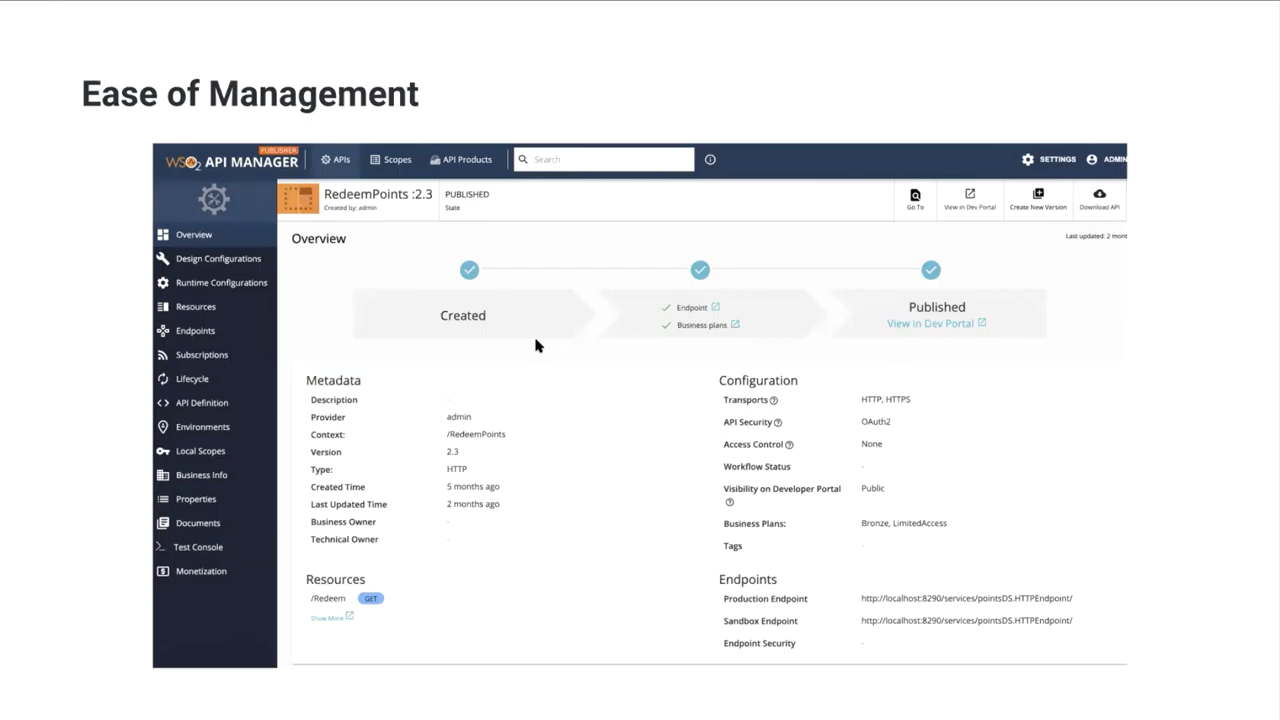 Ease of Management
PUBLISHER
WSO2 API MANAGER
APIs
Scopes
API Products
Search
SETTINGS
ADMIN
RedeemPoints :2.3
Created by: admin
PUBLISHED
State
Go To
View in Dev Portal
Create New Version
Download API
Overview
Design Configurations
Runtime Configurations
Resources
Endpoints
Subscriptions
Lifecycle
API Definition
Environments
Local Scopes
Business Info
Properties
Documents
Test Console
Monetization
Overview
Last updated: 2 mont
Created
Endpoint
Business plans
Published
View in Dev Portal
Metadata
Description -
Provider admin
Context: /RedeemPoints
Version 2.3
Type: HTTP
Created Time 5 months ago
Last Updated Time 2 months ago
Business Owner -
Technical Owner -
Resources
/Redeem GET
Show More
Configuration
Transports HTTP, HTTPS
API Security OAuth2
Access Control None
Workflow Status -
Visibility on Developer Portal Public
Business Plans: Bronze, LimitedAccess
Tags -
Endpoints
Production Endpoint http://localhost:8290/services/pointsDS.HTTPEndpoint/
Sandbox Endpoint http://localhost:8290/services/pointsDS.HTTPEndpoint/
Endpoint Security -